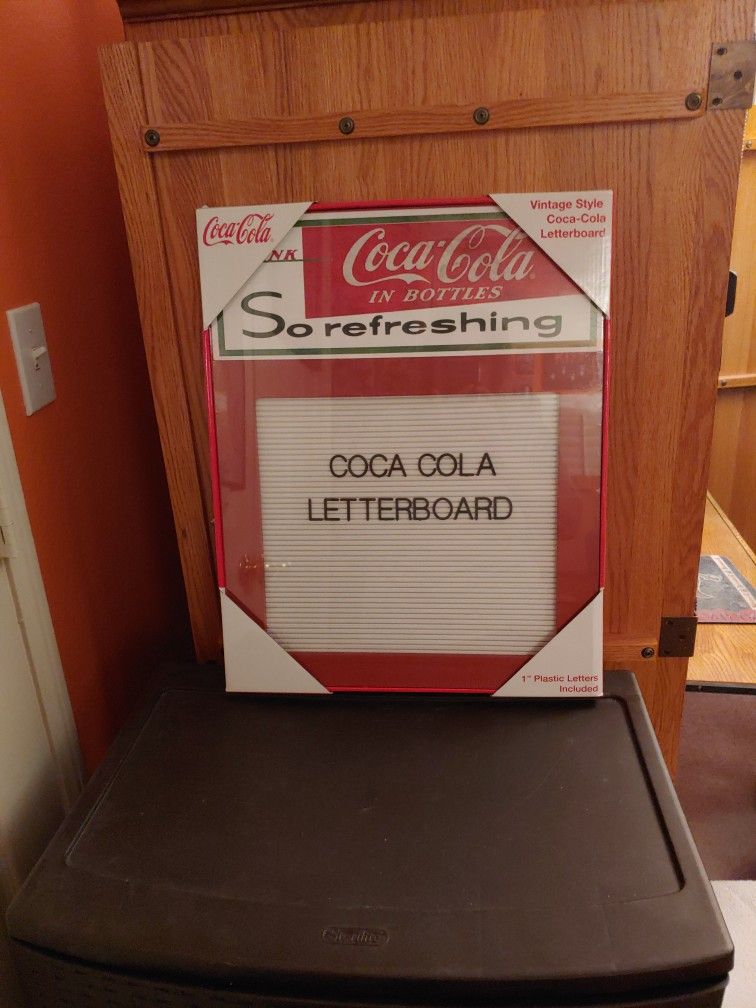 Coca-Cola
Vintage Style
Coca-Cola
Letterboard
NK
Coca-Cola
IN BOTTLES
So refreshing
COCA COLA
LETTERBOARD
1" Plastic Letters
Included
Sterilite